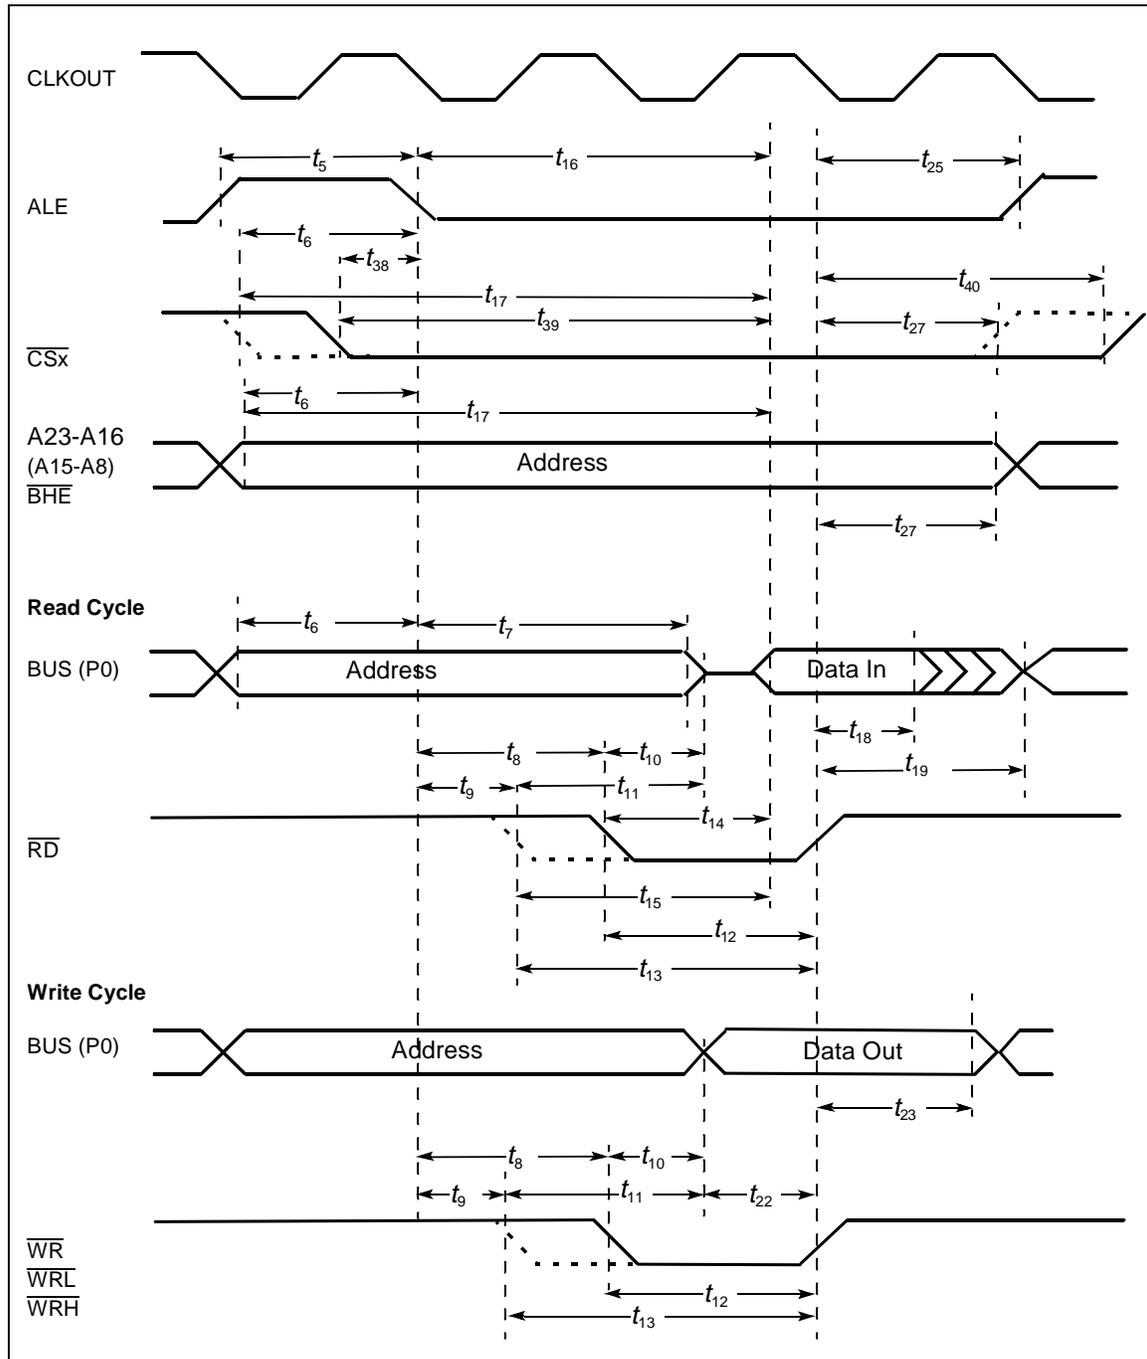 CLKOUT
t5 t16 t25
ALE
t6
t38
t40
t17
t39 t27
CSx
t6
t17
A23-A16
(A15-A8) Address
BHE
t27
Read Cycle
t6 t7
BUS (P0) Address Data In
t18
t8 t10
t19
t9 t11
t14
RD
t15
t12
t13
Write Cycle
BUS (P0) Address Data Out
t23
t8 t10
t9 t11 t22
WR
WRL
t12
WRH
t13